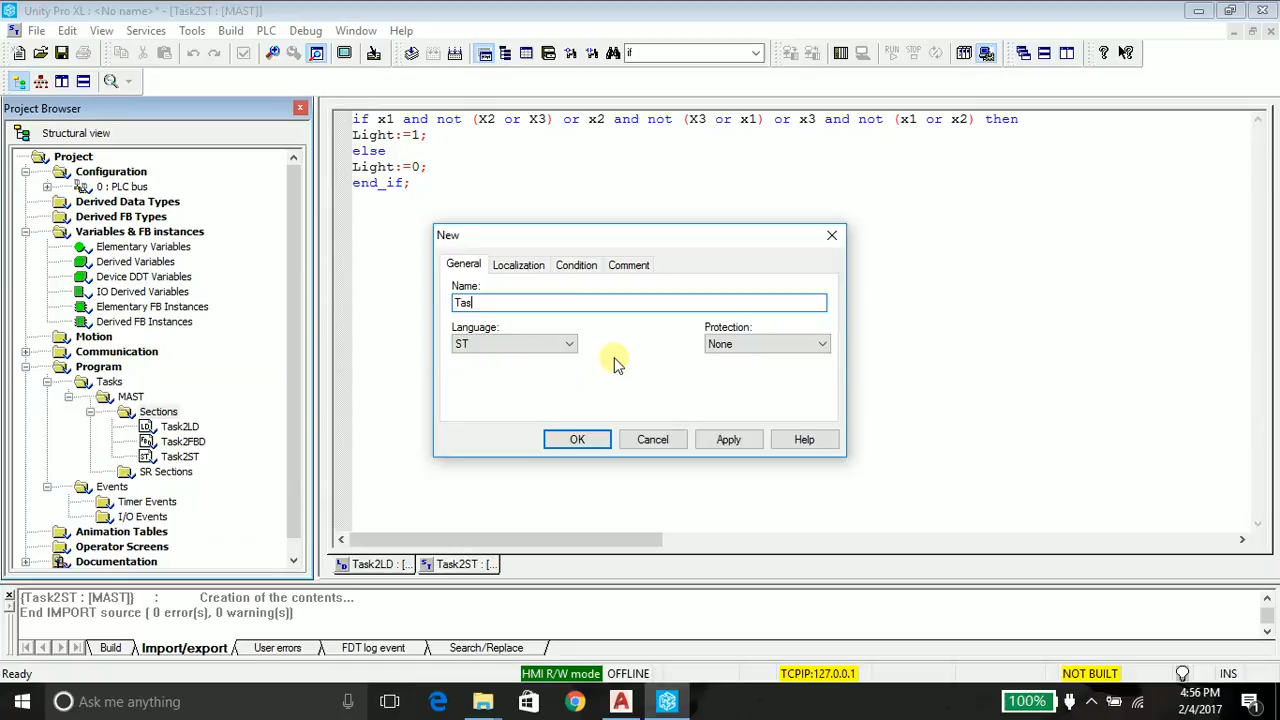 Unity Pro XL : <No name>* - [Task2ST : [MAST]]
File Edit View Services Tools Build PLC Debug Window Help
if
RUN STOP
Project Browser
Structural view
Project
Configuration
0 : PLC bus
Derived Data Types
Derived FB Types
Variables & FB instances
Elementary Variables
Derived Variables
Device DDT Variables
IO Derived Variables
Elementary FB Instances
Derived FB Instances
Motion
Communication
Program
Tasks
MAST
Sections
Task2LD
Task2FBD
Task2ST
SR Sections
Events
Timer Events
I/O Events
Animation Tables
Operator Screens
Documentation
if x1 and not (X2 or X3) or x2 and not (X3 or x1) or x3 and not (x1 or x2) then
Light:=1;
else
Light:=0;
end_if;
New
General Localization Condition Comment
Name:
Tas
Language: Protection:
ST None
OK Cancel Apply Help
Task2LD : [... Task2ST : [...
{Task2ST : [MAST]} : Creation of the contents...
End IMPORT source ( 0 error(s), 0 warning(s))
Build Import/export User errors FDT log event Search/Replace
Ready HMI R/W mode OFFLINE TCPIP:127.0.0.1 NOT BUILT INS
Ask me anything
100%
4:56 PM
2/4/2017